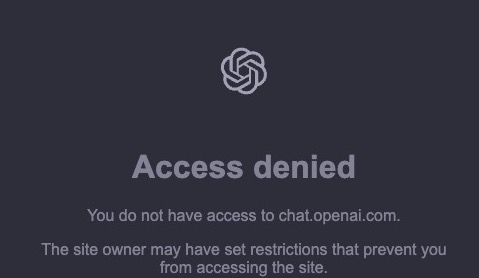 Access denied
You do not have access to chat.openai.com.
The site owner may have set restrictions that prevent you
from accessing the site.